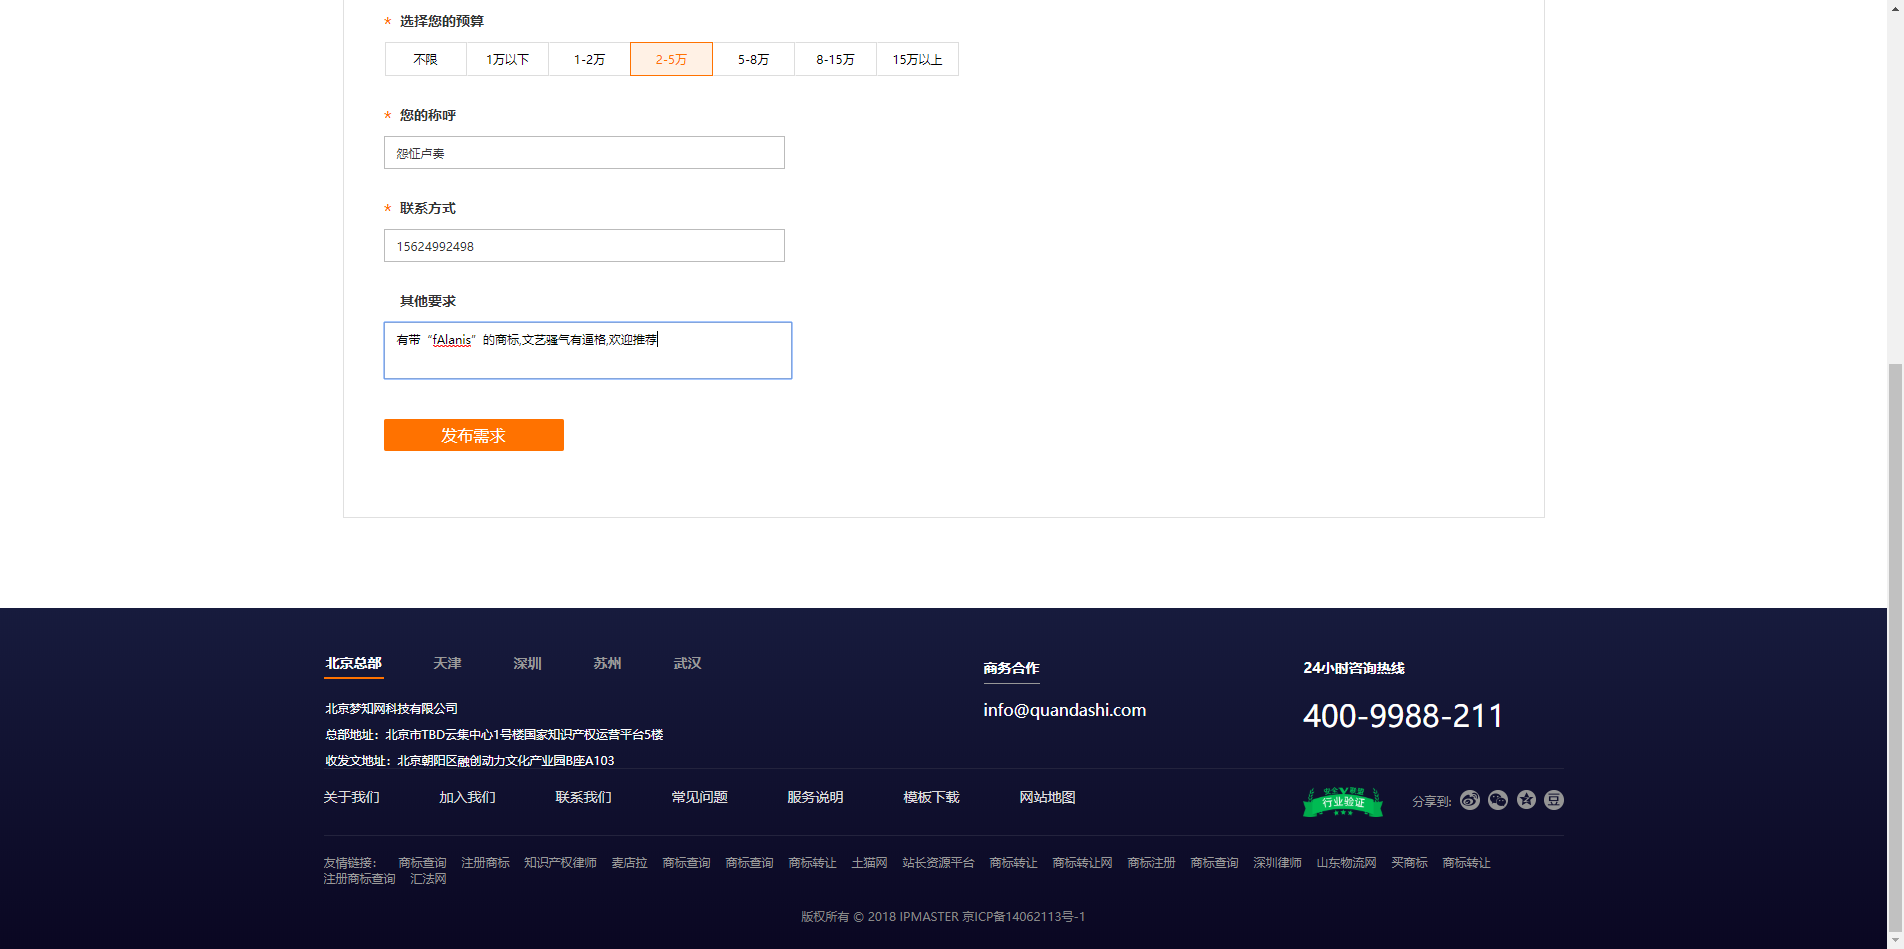 * 选择您的预算
不限 1万以下 1-2万 2-5万 5-8万 8-15万 15万以上
* 您的称呼
怨怔卢奏
* 联系方式
15624992498
其他要求
有带“fAlanis”的商标,文艺骚气有逼格,欢迎推荐
发布需求
北京总部 天津 深圳 苏州 武汉
北京梦知网科技有限公司
总部地址：北京市TBD云集中心1号楼国家知识产权运营平台5楼
收发文地址：北京朝阳区融创动力文化产业园B座A103
商务合作
info@quandashi.com
24小时咨询热线
400-9988-211
关于我们 加入我们 联系我们 常见问题 服务说明 模板下载 网站地图
安全 联盟
行业验证
分享到:
豆
友情链接： 商标查询 注册商标 知识产权律师 麦店拉 商标查询 商标查询 商标转让 土猫网 站长资源平台 商标转让 商标转让网 商标注册 商标查询 深圳律师 山东物流网 买商标 商标转让
注册商标查询 汇法网
版权所有 © 2018 IPMASTER 京ICP备14062113号-1